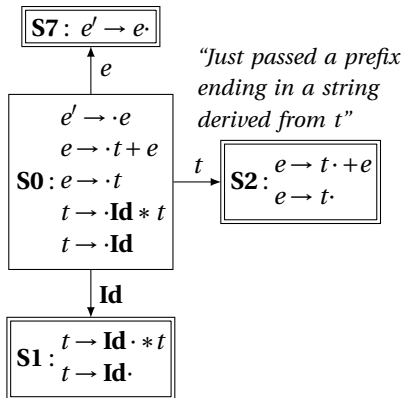 S7 : e′ → e·
e
“Just passed a prefix
ending in a string
derived from t”
e′ → ·e
e → ·t + e
S0 : e → ·t
t → ·Id ∗ t
t → ·Id
t
S2 : e → t· +e
e → t·
Id
S1 : t → Id · ∗t
t → Id·